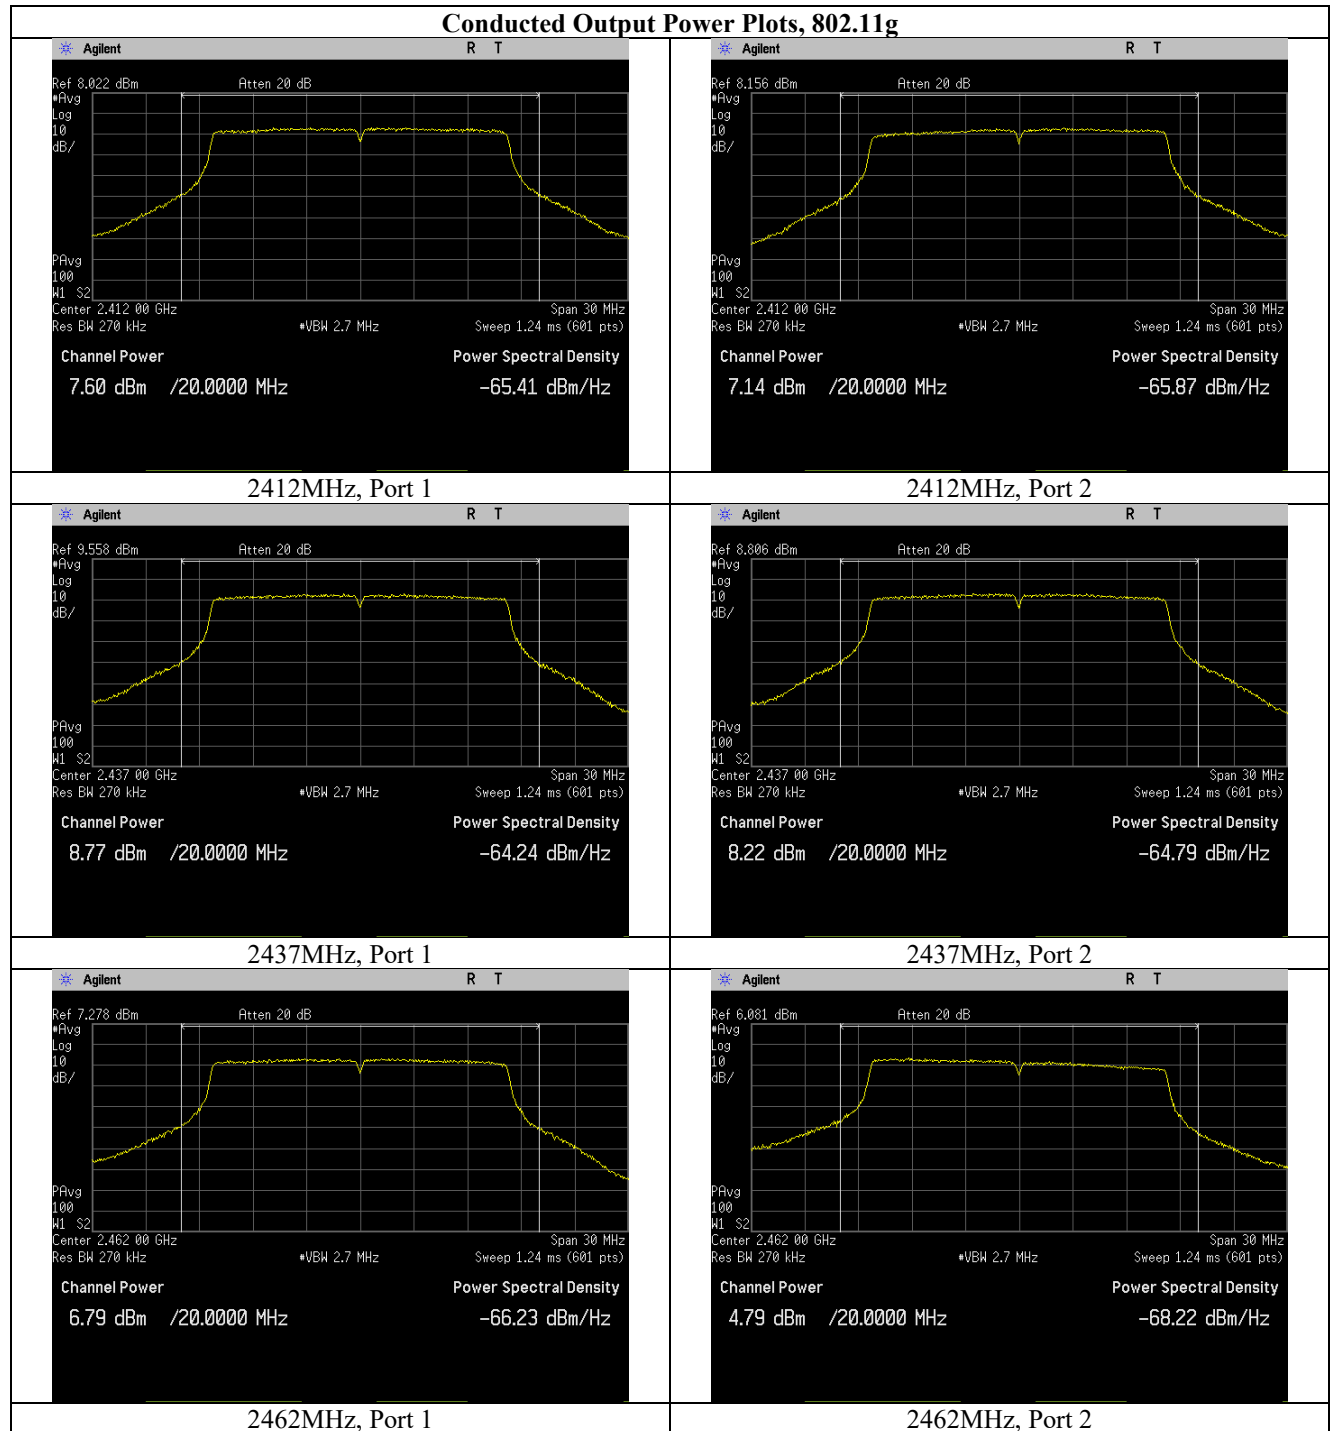 Conducted Output Power Plots, 802.11g
Agilent R T
Ref 8.022 dBm Atten 20 dB
#Avg
Log
10
dB/
PAvg
100
W1 S2
Center 2.412 00 GHz Span 30 MHz
Res BW 270 kHz #VBW 2.7 MHz Sweep 1.24 ms (601 pts)
Channel Power Power Spectral Density
7.60 dBm /20.0000 MHz -65.41 dBm/Hz
2412MHz, Port 1
Agilent R T
Ref 8.156 dBm Atten 20 dB
#Avg
Log
10
dB/
PAvg
100
W1 S2
Center 2.412 00 GHz Span 30 MHz
Res BW 270 kHz #VBW 2.7 MHz Sweep 1.24 ms (601 pts)
Channel Power Power Spectral Density
7.14 dBm /20.0000 MHz -65.87 dBm/Hz
2412MHz, Port 2
Agilent R T
Ref 9.558 dBm Atten 20 dB
#Avg
Log
10
dB/
PAvg
100
W1 S2
Center 2.437 00 GHz Span 30 MHz
Res BW 270 kHz #VBW 2.7 MHz Sweep 1.24 ms (601 pts)
Channel Power Power Spectral Density
8.77 dBm /20.0000 MHz -64.24 dBm/Hz
2437MHz, Port 1
Agilent R T
Ref 8.806 dBm Atten 20 dB
#Avg
Log
10
dB/
PAvg
100
W1 S2
Center 2.437 00 GHz Span 30 MHz
Res BW 270 kHz #VBW 2.7 MHz Sweep 1.24 ms (601 pts)
Channel Power Power Spectral Density
8.22 dBm /20.0000 MHz -64.79 dBm/Hz
2437MHz, Port 2
Agilent R T
Ref 7.278 dBm Atten 20 dB
#Avg
Log
10
dB/
PAvg
100
W1 S2
Center 2.462 00 GHz Span 30 MHz
Res BW 270 kHz #VBW 2.7 MHz Sweep 1.24 ms (601 pts)
Channel Power Power Spectral Density
6.79 dBm /20.0000 MHz -66.23 dBm/Hz
2462MHz, Port 1
Agilent R T
Ref 6.081 dBm Atten 20 dB
#Avg
Log
10
dB/
PAvg
100
W1 S2
Center 2.462 00 GHz Span 30 MHz
Res BW 270 kHz #VBW 2.7 MHz Sweep 1.24 ms (601 pts)
Channel Power Power Spectral Density
4.79 dBm /20.0000 MHz -68.22 dBm/Hz
2462MHz, Port 2